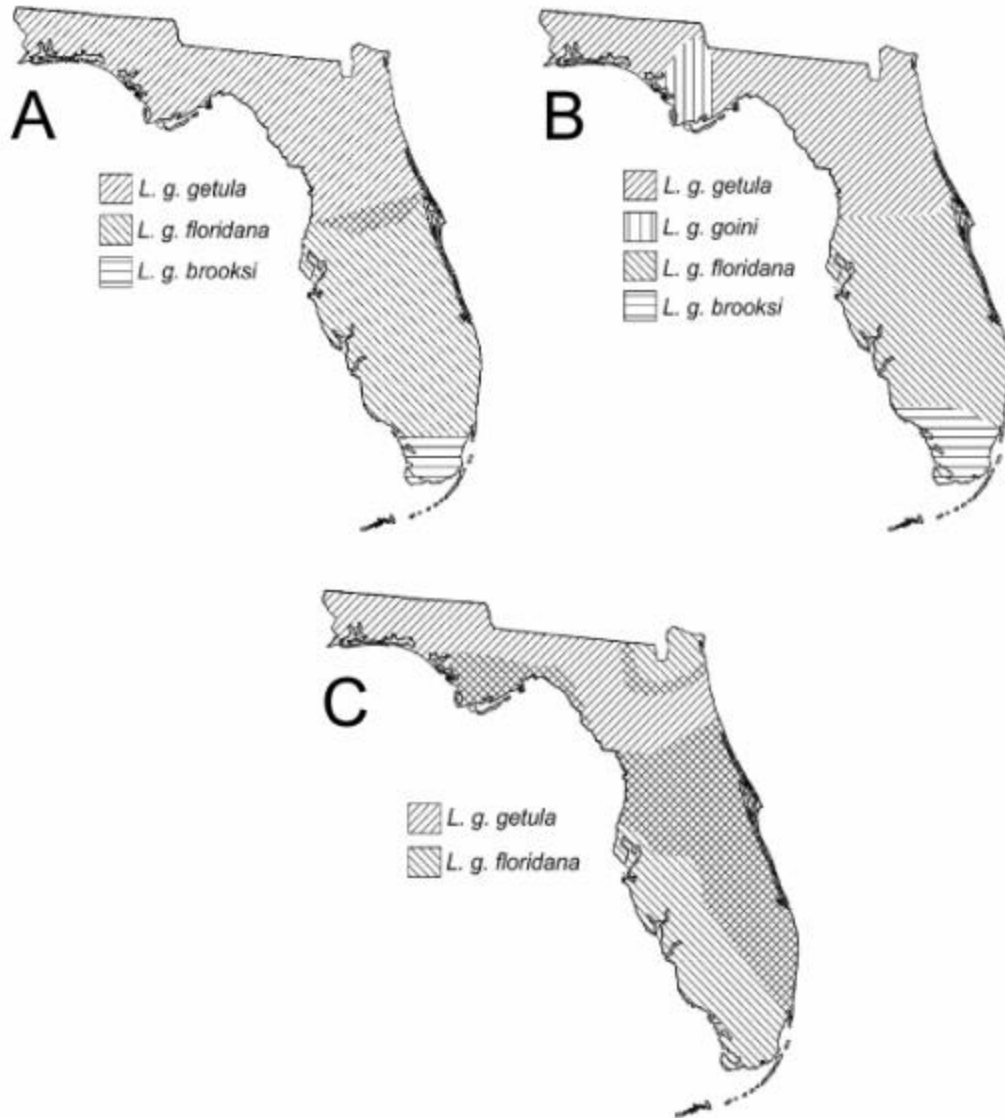 A
L. g. getula
L. g. floridana
L. g. brooksi
B
L. g. getula
L. g. goini
L. g. floridana
L. g. brooksi
C
L. g. getula
L. g. floridana